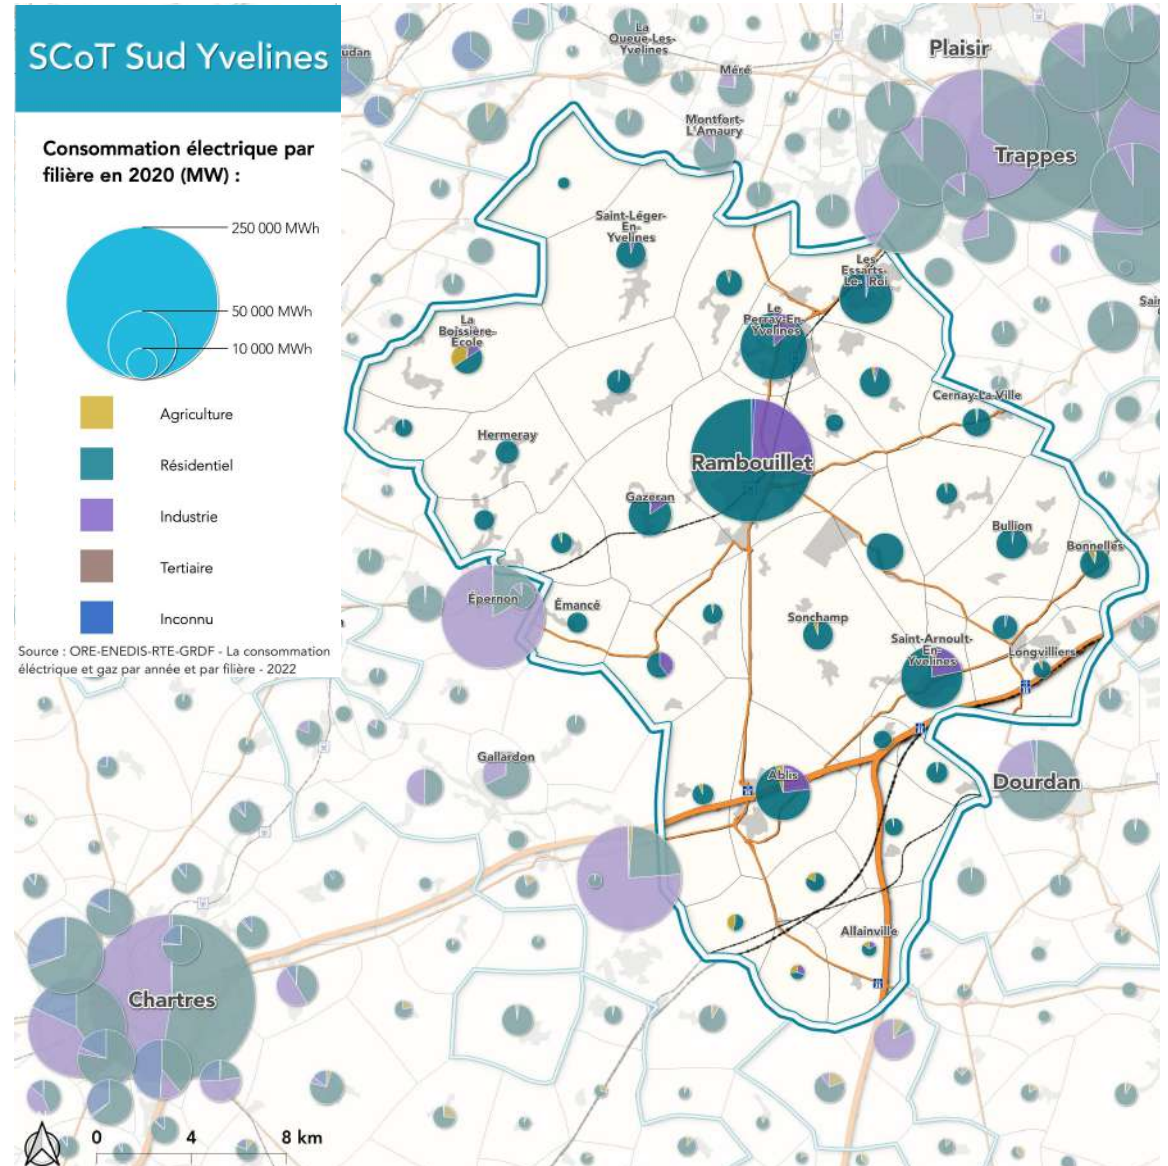 SCoT Sud Yvelines
Consommation électrique par
filière en 2020 (MW) :
250 000 MWh
50 000 MWh
10 000 MWh
Agriculture
Résidentiel
Industrie
Tertiaire
Inconnu
Source : ORE-ENEDIS-RTE-GRDF - La consommation
éléctrique et gaz par année et par filière - 2022
udan
La
Queue-Les-
Yvelines
Plaisir
Méré
Montfort-
L'Amaury
Trappes
Saint-Léger-
En-
Yvelines
Les
Essarts-
Le- Roi
La
Boissière-
École
Le
Perray-En-
Yvelines
Cernay-La-Ville
Hermeray
Rambouillet
Gazeran
Bullion
Bonnelles
Épernon
Émancé
Sonchamp
Saint-Arnoult-
En-
Yvelines
Longvilliers
Gallardon
Ablis
Dourdan
Allainville
Chartres
0 4 8 km